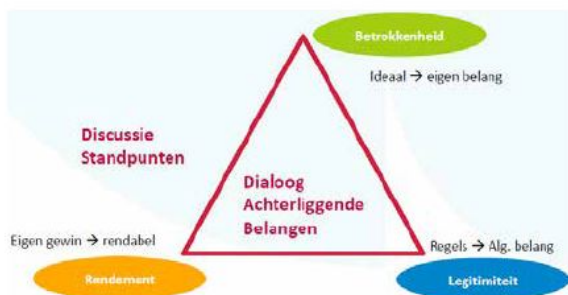 Betrokkenheid
Ideaal → eigen belang
Discussie
Standpunten
Dialoog
Achterliggende
Belangen
Eigen gewin → rendabel
Regels → Alg. belang
Rendement
Legitimiteit